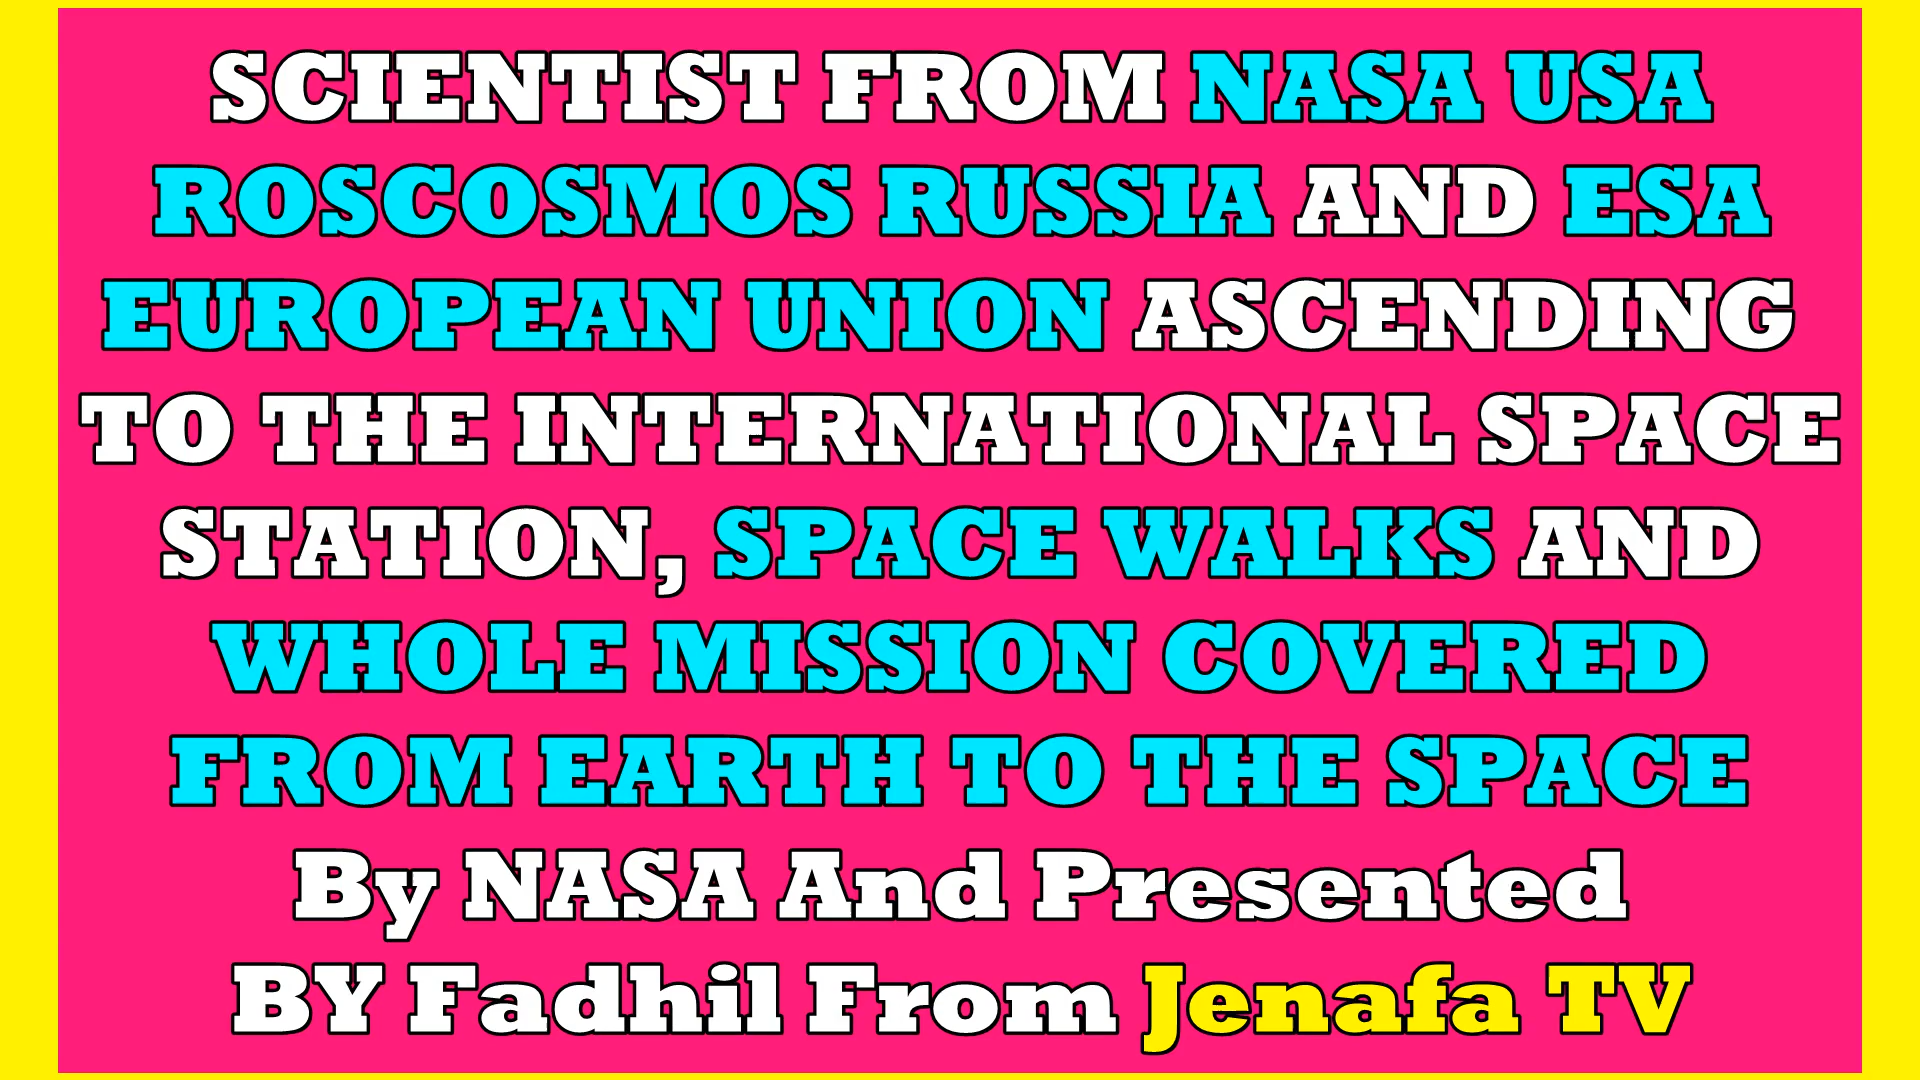 SCIENTIST FROM NASA USA
ROSCOSMOS RUSSIA AND ESA
EUROPEAN UNION ASCENDING
TO THE INTERNATIONAL SPACE
STATION, SPACE WALKS AND
WHOLE MISSION COVERED
FROM EARTH TO THE SPACE
By NASA And Presented
BY Fadhil From Jenafa TV